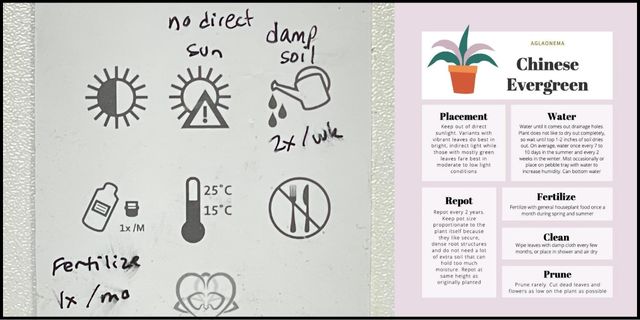 no direct
sun
damp
soil
2x/wk
25°C
15°C
1x /M
Fertilize
1x /mo
AGLAONEMA
Chinese
Evergreen
Placement
Keep out of direct
sunlight. Variants with
vibrant leaves do best in
bright, indirect light while
those with mostly green
leaves fare best in
moderate to low light
conditions
Water
Water until it comes out drainage holes.
Plant does not like to dry out completely,
so wait until top 1-2 inches of soil dries
out. On average, water once every 7 to
10 days in the summer and every 2
weeks in the winter. Mist occasionally or
place on pebble tray with water to
increase humidity. Can bottom water
Repot
Repot every 2 years.
Keep pot size
proportionate to the
plant itself because
they like secure,
dense root structures
and do not need a lot
of extra soil that can
hold too much
moisture. Repot at
same height as
originally planted
Fertilize
Fertilize with general houseplant food once a
month during spring and summer
Clean
Wipe leaves with damp cloth every few
months, or place in shower and air dry
Prune
Prune rarely. Cut dead leaves and
flowers as low on the plant as possible